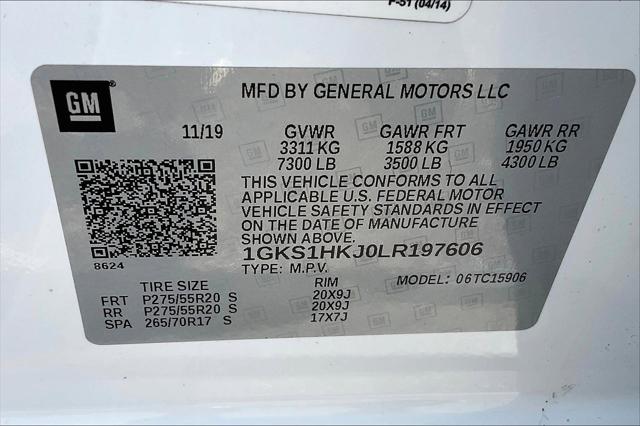 F-51 (04/14)
GM
MFD BY GENERAL MOTORS LLC
11/19 GVWR GAWR FRT GAWR RR
3311 KG 1588 KG 1950 KG
7300 LB 3500 LB 4300 LB
THIS VEHICLE CONFORMS TO ALL
APPLICABLE U.S. FEDERAL MOTOR
VEHICLE SAFETY STANDARDS IN EFFECT
ON THE DATE OF MANUFACTURE
SHOWN ABOVE.
8624
1GKS1HKJ0LR197606
TYPE: M.P.V. MODEL: 06TC15906
TIRE SIZE RIM
FRT P275/55R20 S 20X9J
RR P275/55R20 S 20X9J
SPA 265/70R17 S 17X7J